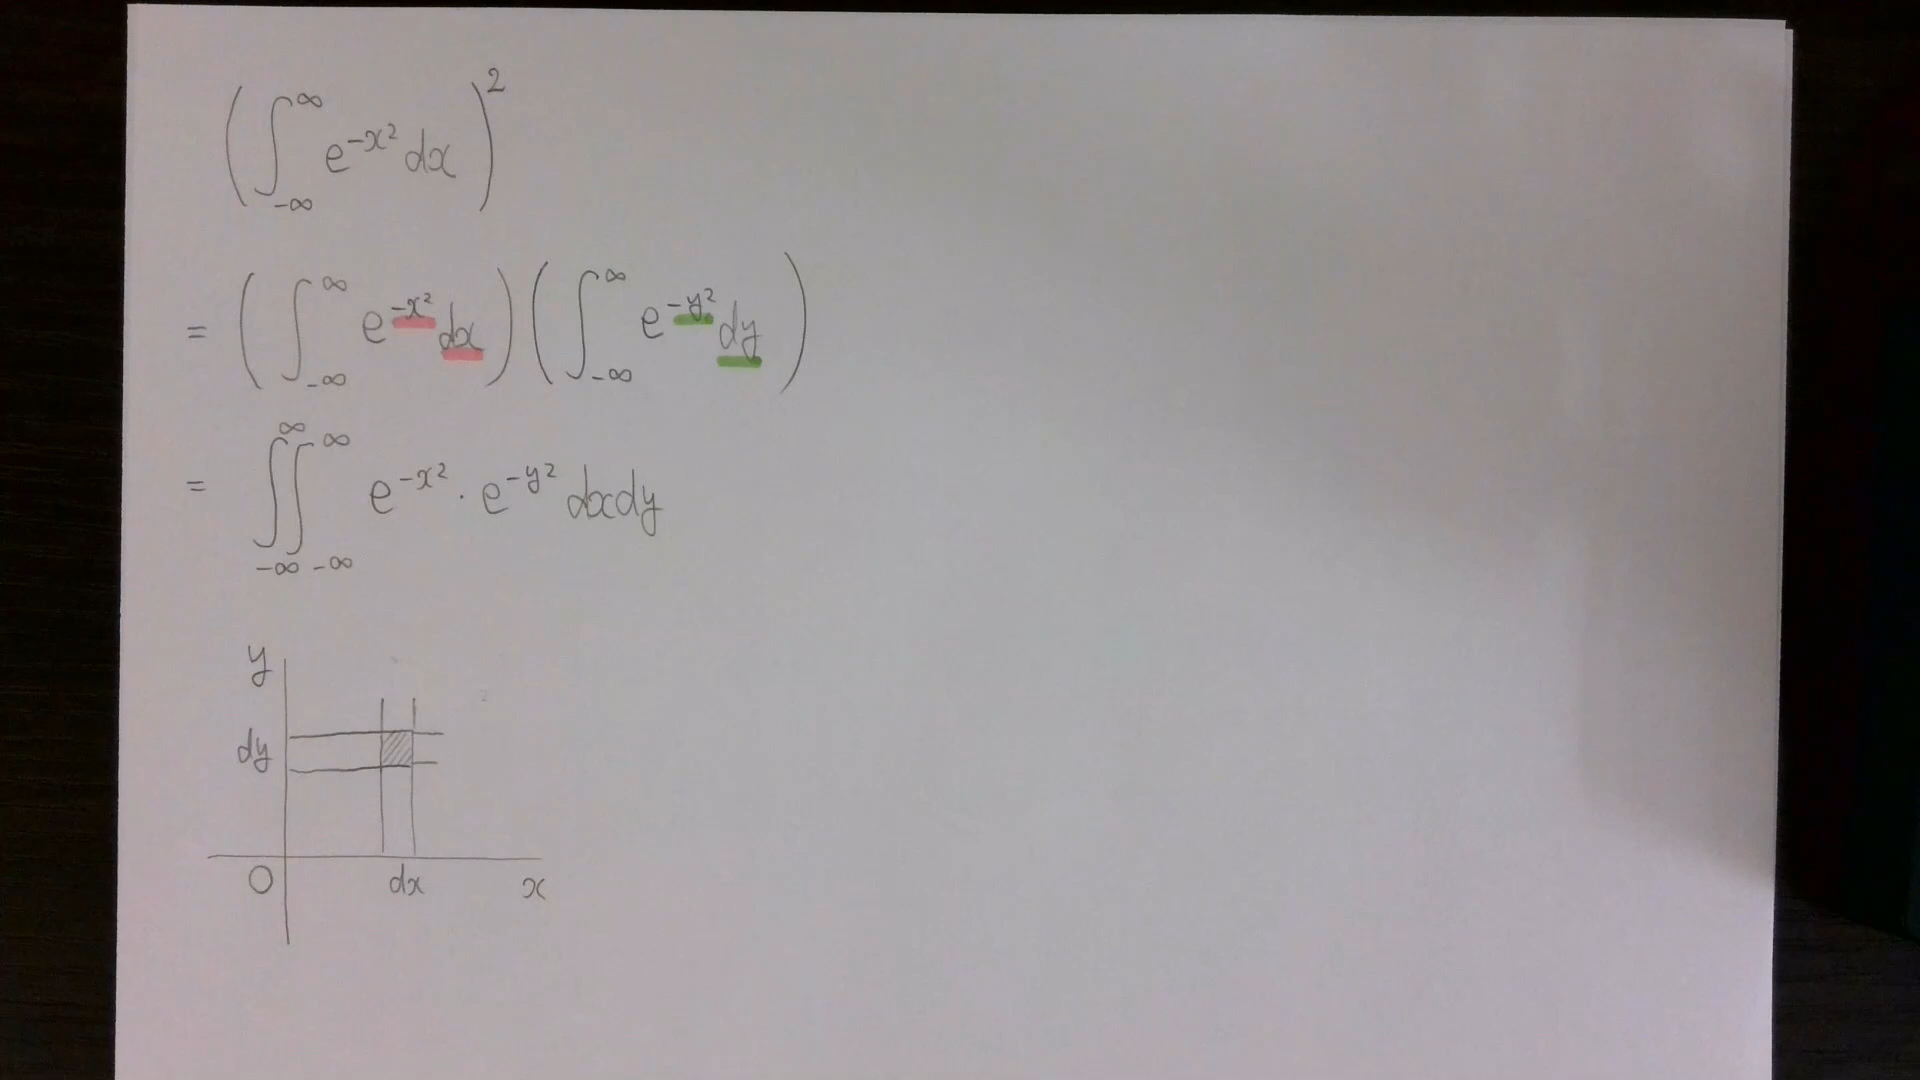 (∫_{-∞}^{∞} e^{-x²} dx)²
= (∫_{-∞}^{∞} e^{-x²} dx)(∫_{-∞}^{∞} e^{-y²} dy)
= ∫_{-∞}^{∞}∫_{-∞}^{∞} e^{-x²} · e^{-y²} dxdy
y
dy
O dx x